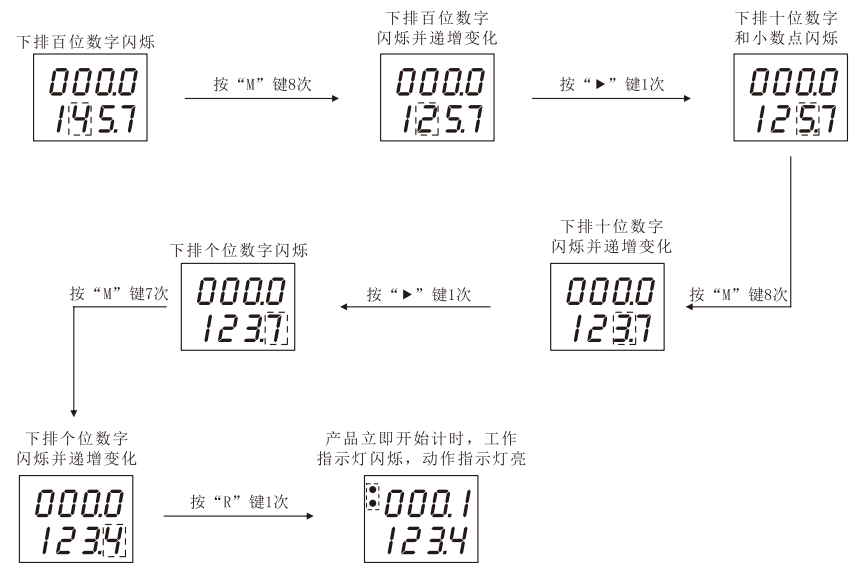 下排百位数字闪烁
000.0
145.7
按“M”键8次
下排百位数字
闪烁并递增变化
000.0
125.7
按“▶”键1次
下排十位数字
和小数点闪烁
000.0
125.7
按“M”键8次
下排十位数字
闪烁并递增变化
000.0
123.7
按“▶”键1次
下排个位数字闪烁
000.0
123.7
按“M”键7次
下排个位数字
闪烁并递增变化
000.0
123.4
按“R”键1次
产品立即开始计时，工作
指示灯闪烁，动作指示灯亮
000.1
123.4